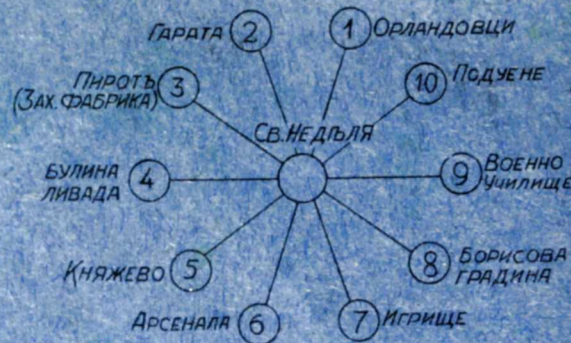 Гарата 2
1 Орландовци
Пиротъ
(Зах. фабрика) 3
10 Подуене
Св. Недѣля
Булина
ливада 4
9 Военно
училище
Княжево 5
8 Борисова
градина
Арсенала 6
7 Игрище